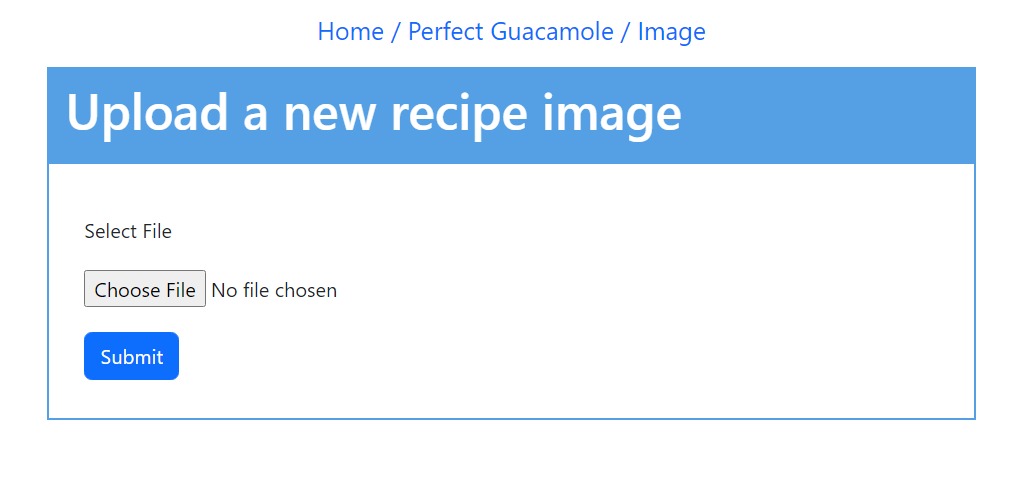 Home / Perfect Guacamole / Image
Upload a new recipe image
Select File
Choose File No file chosen
Submit